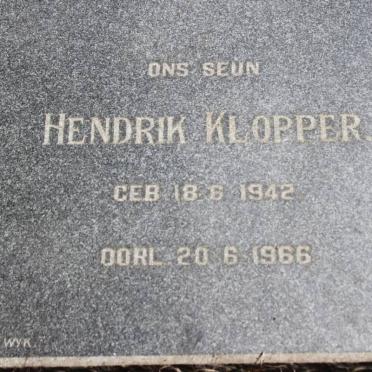 ONS SEUN
HENDRIK KLOPPER
GEB 18·6·1942
OORL 20·6·1966
WYK